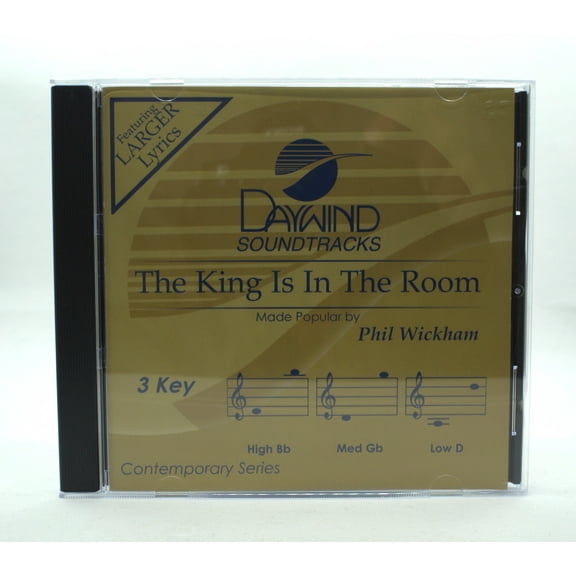 Featuring
LARGER
Lyrics
DAYWIND
SOUNDTRACKS
The King Is In The Room
Made Popular by
Phil Wickham
3 Key
High Bb Med Gb Low D
Contemporary Series